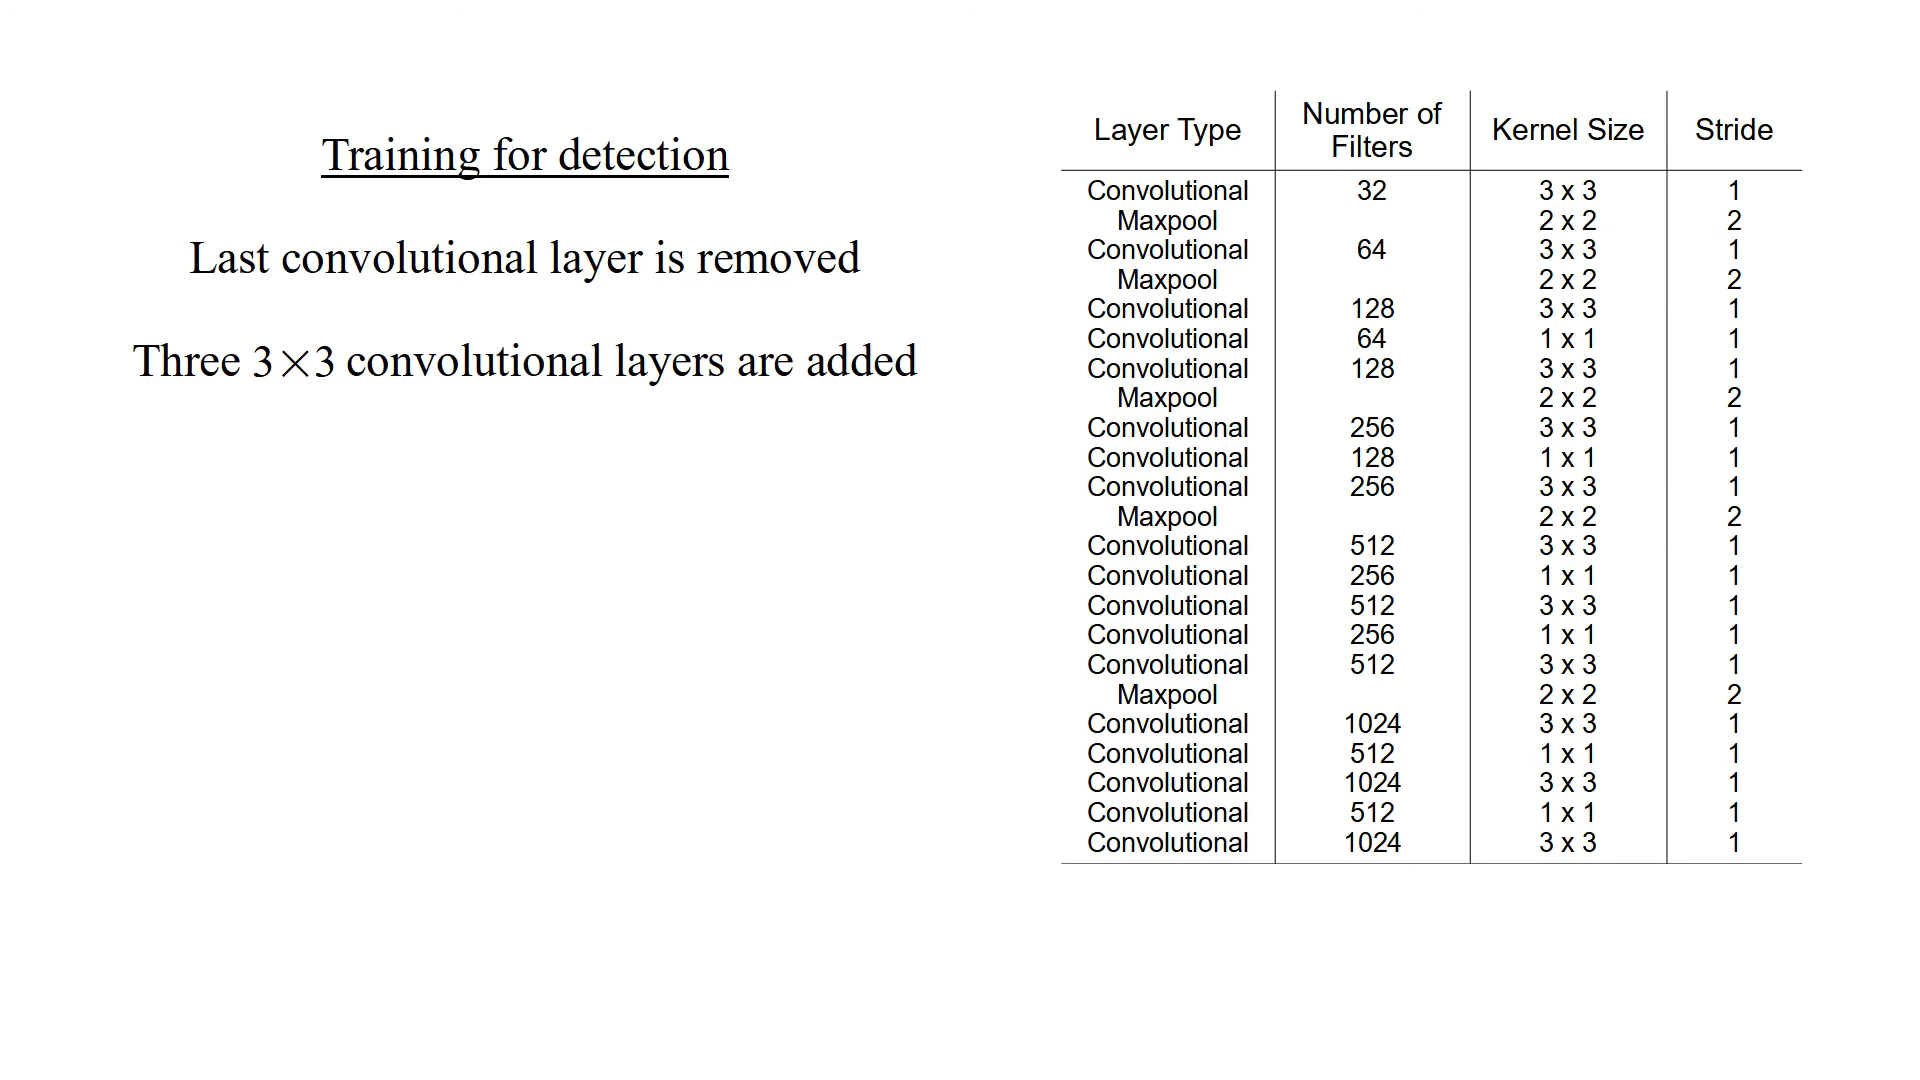 Training for detection
Last convolutional layer is removed
Three 3×3 convolutional layers are added
Layer Type Number of Filters Kernel Size Stride
Convolutional 32 3 x 3 1
Maxpool 2 x 2 2
Convolutional 64 3 x 3 1
Maxpool 2 x 2 2
Convolutional 128 3 x 3 1
Convolutional 64 1 x 1 1
Convolutional 128 3 x 3 1
Maxpool 2 x 2 2
Convolutional 256 3 x 3 1
Convolutional 128 1 x 1 1
Convolutional 256 3 x 3 1
Maxpool 2 x 2 2
Convolutional 512 3 x 3 1
Convolutional 256 1 x 1 1
Convolutional 512 3 x 3 1
Convolutional 256 1 x 1 1
Convolutional 512 3 x 3 1
Maxpool 2 x 2 2
Convolutional 1024 3 x 3 1
Convolutional 512 1 x 1 1
Convolutional 1024 3 x 3 1
Convolutional 512 1 x 1 1
Convolutional 1024 3 x 3 1